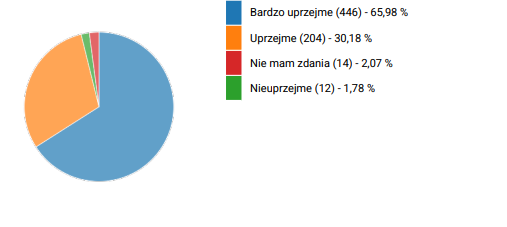 Bardzo uprzejme (446) - 65,98 %
Uprzejme (204) - 30,18 %
Nie mam zdania (14) - 2,07 %
Nieuprzejme (12) - 1,78 %